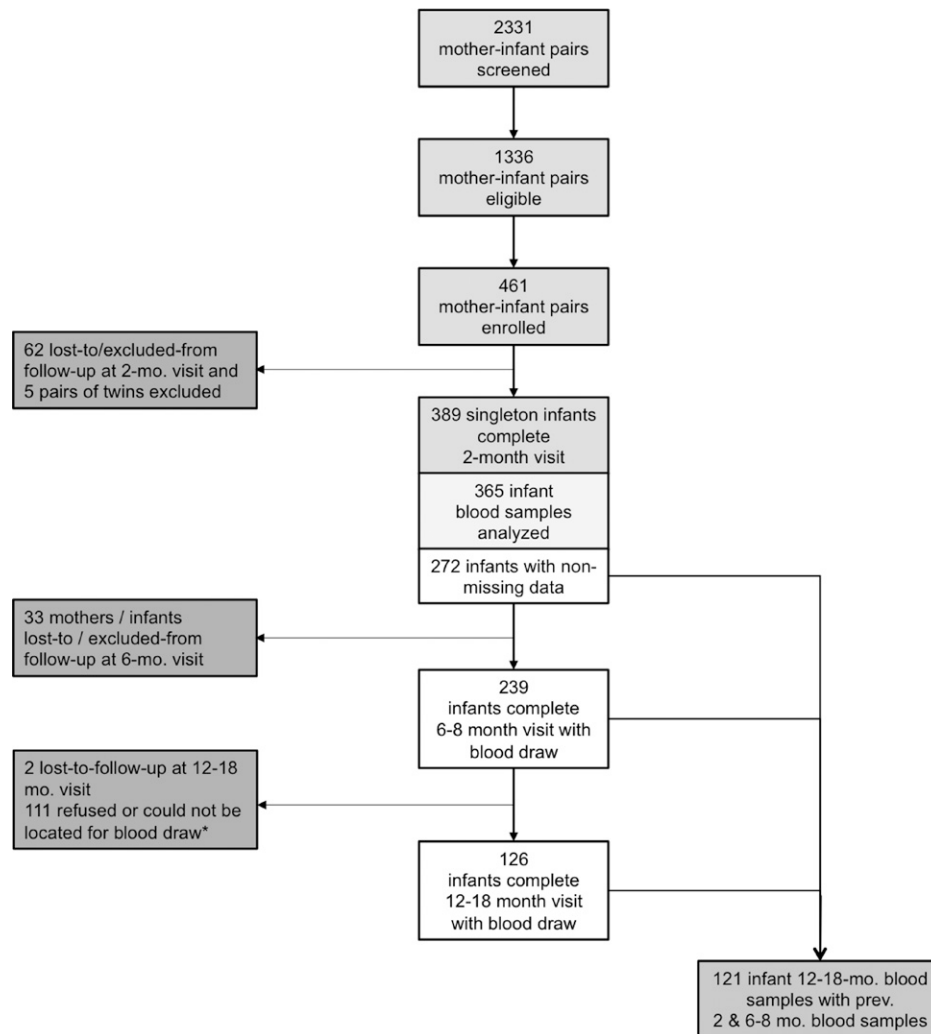 2331
mother-infant pairs
screened
1336
mother-infant pairs
eligible
461
mother-infant pairs
enrolled
62 lost-to/excluded-from
follow-up at 2-mo. visit and
5 pairs of twins excluded
389 singleton infants
complete
2-month visit
365 infant
blood samples
analyzed
272 infants with non-
missing data
33 mothers / infants
lost-to / excluded-from
follow-up at 6-mo. visit
239
infants complete
6-8 month visit with
blood draw
2 lost-to-follow-up at 12-18
mo. visit
111 refused or could not be
located for blood draw*
126
infants complete
12-18 month visit
with blood draw
121 infant 12-18-mo. blood
samples with prev.
2 & 6-8 mo. blood samples